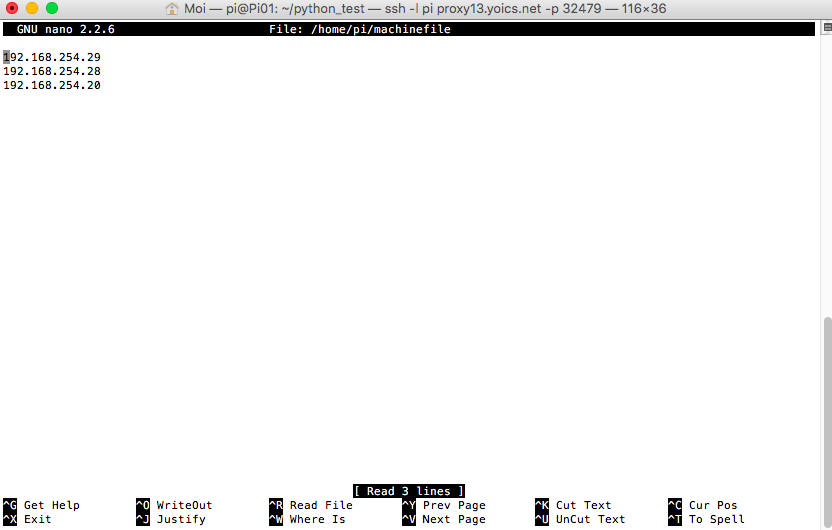 Moi — pi@Pi01: ~/python_test — ssh -l pi proxy13.yoics.net -p 32479 — 116×36
GNU nano 2.2.6 File: /home/pi/machinefile
192.168.254.29
192.168.254.28
192.168.254.20
[ Read 3 lines ]
^G Get Help ^O WriteOut ^R Read File ^Y Prev Page ^K Cut Text ^C Cur Pos
^X Exit ^J Justify ^W Where Is ^V Next Page ^U UnCut Text ^T To Spell